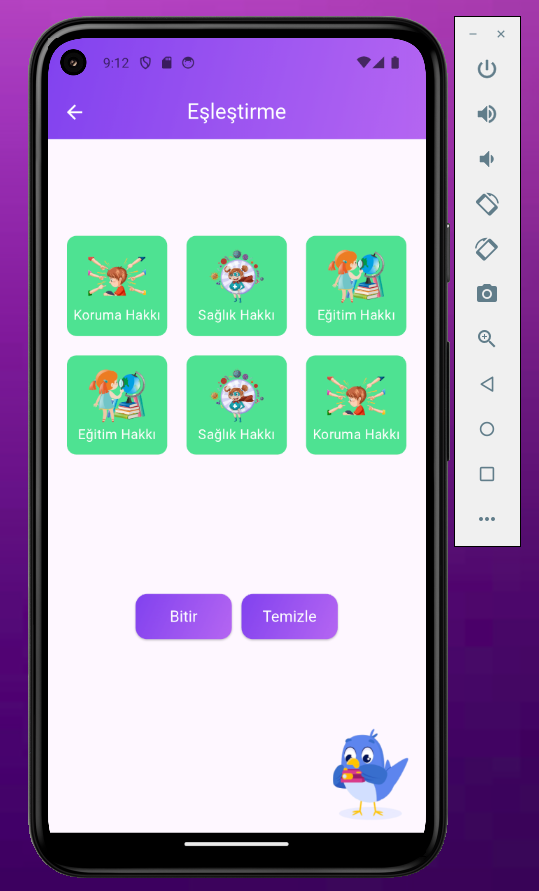 9:12
Eşleştirme
Koruma Hakkı
Sağlık Hakkı
Eğitim Hakkı
Eğitim Hakkı
Sağlık Hakkı
Koruma Hakkı
Bitir
Temizle